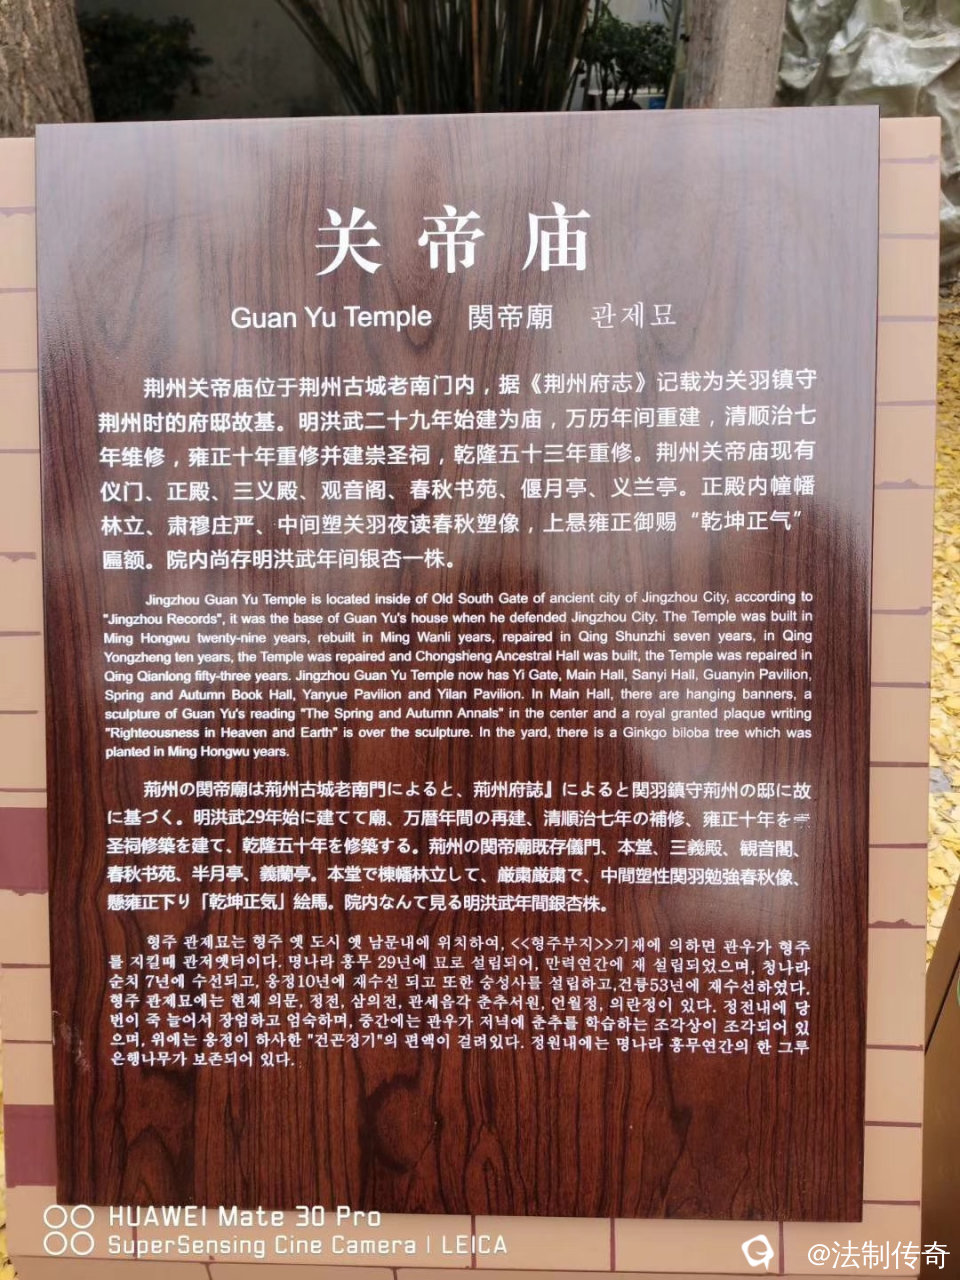 关帝庙
Guan Yu Temple 関帝廟 관제묘
荆州关帝庙位于荆州古城老南门内，据《荆州府志》记载为关羽镇守
荆州时的府邸故基。明洪武二十九年始建为庙，万历年间重建，清顺治七
年维修，雍正十年重修并建崇圣祠，乾隆五十三年重修。荆州关帝庙现有
仪门、正殿、三义殿、观音阁、春秋书苑、偃月亭、义兰亭。正殿内幢幡
林立、肃穆庄严、中间塑关羽夜读春秋塑像，上悬雍正御赐“乾坤正气”
匾额。院内尚存明洪武年间银杏一株。
Jingzhou Guan Yu Temple is located inside of Old South Gate of ancient city of Jingzhou City, according to
"Jingzhou Records", it was the base of Guan Yu's house when he defended Jingzhou City. The Temple was built in
Ming Hongwu twenty-nine years, rebuilt in Ming Wanli years, repaired in Qing Shunzhi seven years, in Qing
Yongzheng ten years, the Temple was repaired and Chongsheng Ancestral Hall was built, the Temple was repaired in
Qing Qianlong fifty-three years. Jingzhou Guan Yu Temple now has Yi Gate, Main Hall, Sanyi Hall, Guanyin Pavilion,
Spring and Autumn Book Hall, Yanyue Pavilion and Yilan Pavilion. In Main Hall, there are hanging banners, a
sculpture of Guan Yu's reading "The Spring and Autumn Annals" in the center and a royal granted plaque writing
"Righteousness in Heaven and Earth" is over the sculpture. In the yard, there is a Ginkgo biloba tree which was
planted in Ming Hongwu years.
荊州の関帝廟は荊州古城老南門によると、荊州府誌』によると関羽鎮守荊州の邸に故
に基づく。明洪武29年始に建てて廟、万暦年間の再建、清順治七年の補修、雍正十年を
圣祠修築を建て、乾隆五十年を修築する。荊州の関帝廟既存儀門、本堂、三義殿、観音閣、
春秋书苑、半月亭、義蘭亭。本堂で棟幡林立して、厳粛厳粛で、中間塑性関羽勉強春秋像、
懸雍正下り「乾坤正気」絵馬。院内なんて見る明洪武年間銀杏株。
형주 관제묘는 형주 옛 도시 옛 남문내에 위치하여, <<형주부지>>기재에 의하면 관우가 형주
를 지킬때 관저옛터이다. 명나라 홍무 29년에 묘로 설립되어, 만력연간에 재 설립되었으며, 청나라
순치 7년에 수선되고, 옹정10년에 재수선 되고 또한 숭성사를 설립하고,건륭53년에 재수선하였다.
형주 관제묘에는 현재 의문, 정전, 삼의전, 관세음각 춘추서원, 언월정, 의란정이 있다. 정전내에 당
번이 죽 늘어서 장엄하고 엄숙하며, 중간에는 관우가 저녁에 춘추를 학습하는 조각상이 조각되어 있
으며, 위에는 옹정이 하사한 "건곤정기"의 편액이 걸려있다. 정원내에는 명나라 홍무연간의 한 그루
은행나무가 보존되어 있다.
HUAWEI Mate 30 Pro
SuperSensing Cine Camera | LEICA
@法制传奇